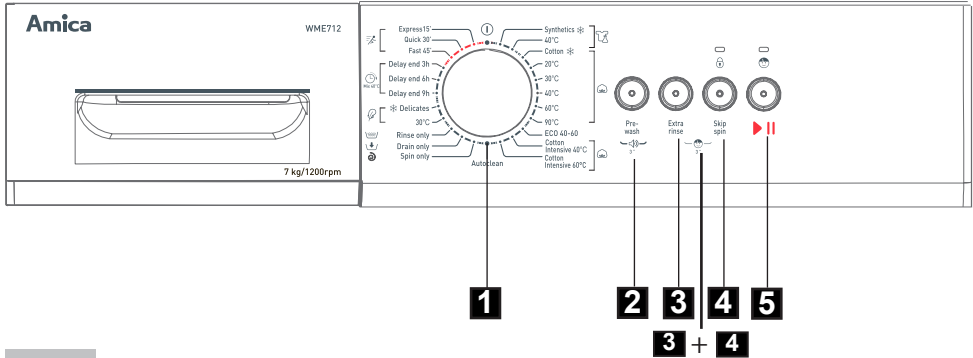 Amica
WME712
7 kg/1200rpm
Express15'
Quick 30'
Fast 45'
Delay end 3h
Delay end 6h
Delay end 9h
Delicates
30°C
Rinse only
Drain only
Spin only
Autoclean
Synthetics
40°C
Cotton
20°C
30°C
40°C
60°C
90°C
ECO 40-60
Cotton
Intensive 40°C
Cotton
Intensive 60°C
Pre-
wash
3"
Extra
rinse
Skip
spin
1
2
3
4
5
3 + 4